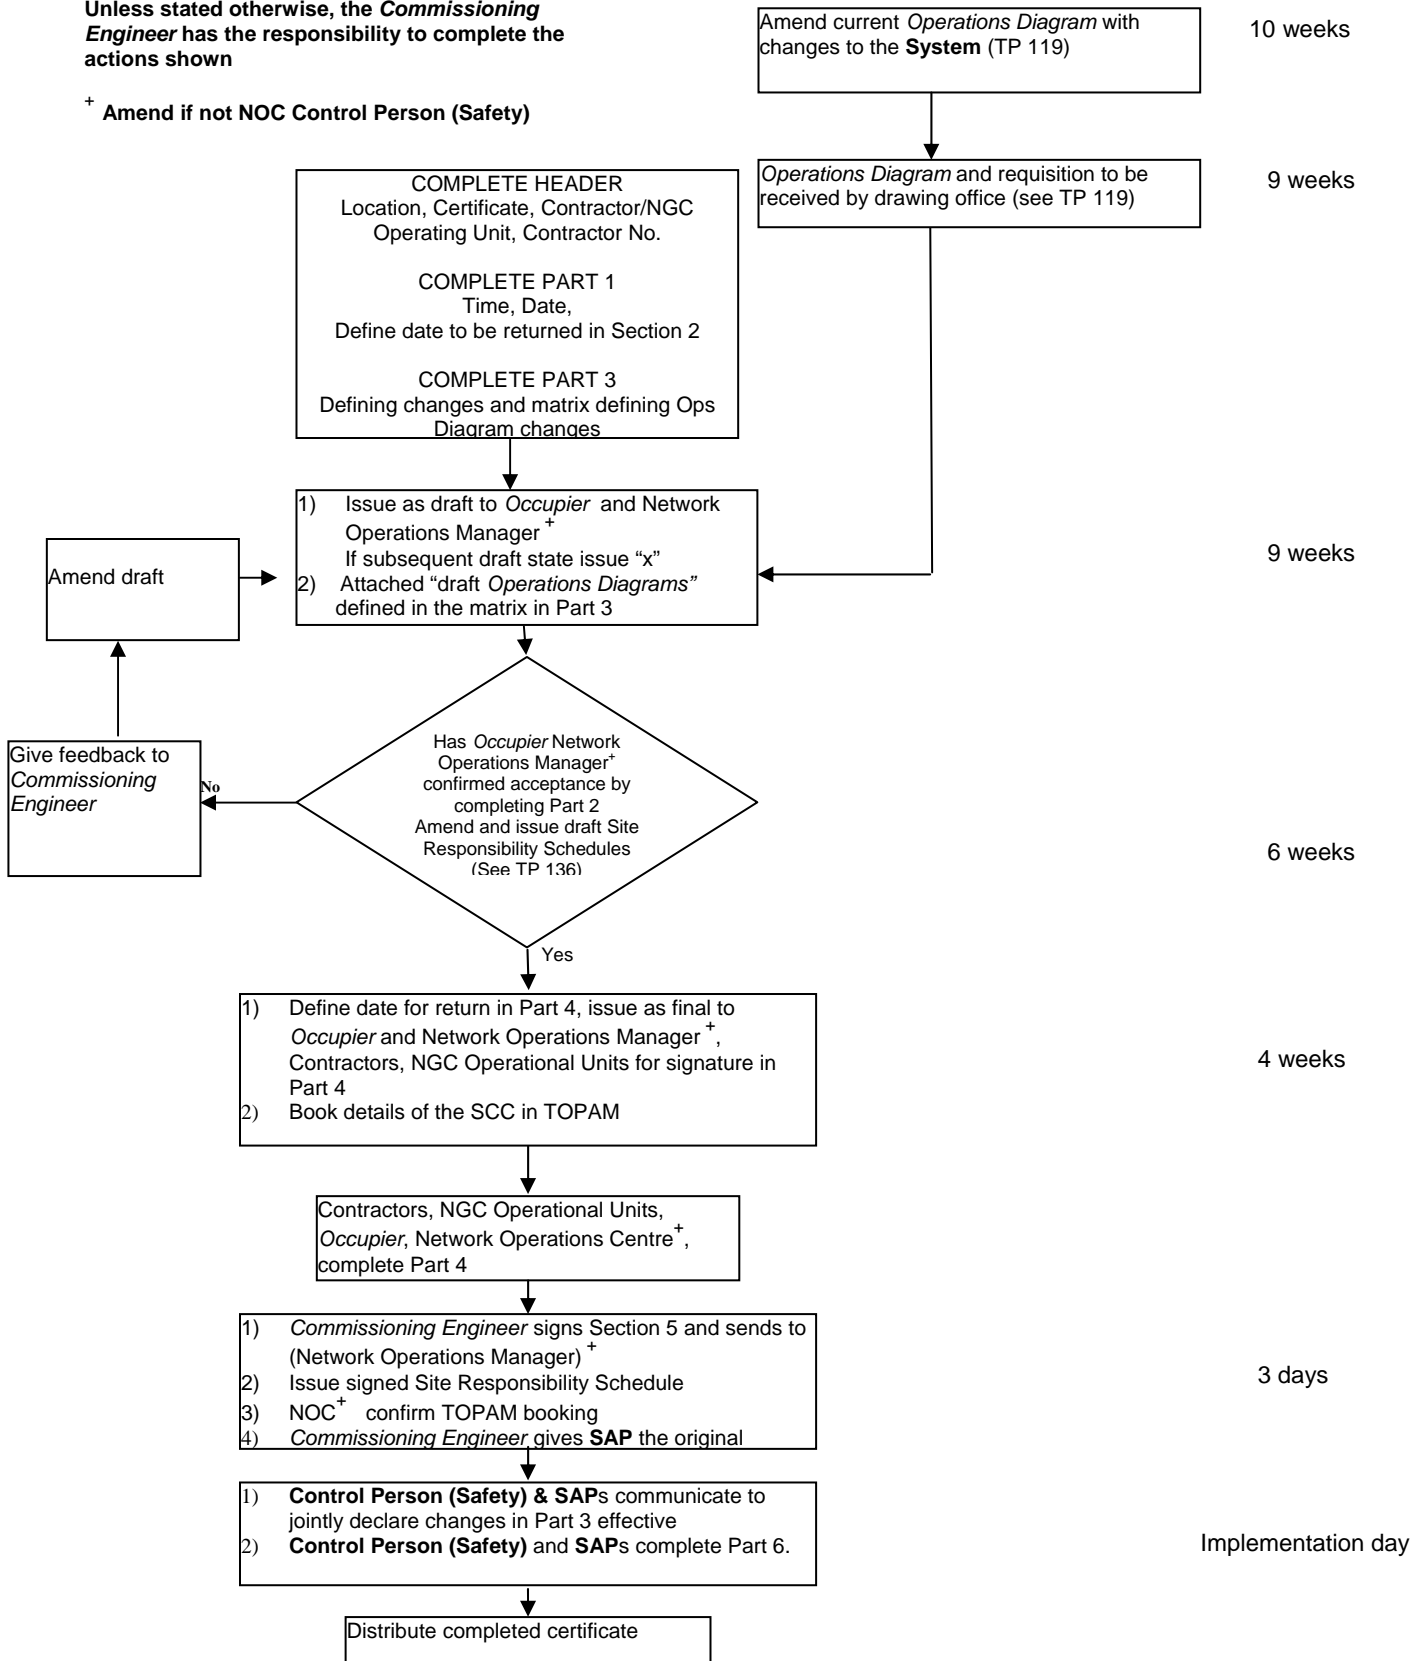 Unless stated otherwise, the Commissioning
Engineer has the responsibility to complete the
actions shown
+ Amend if not NOC Control Person (Safety)
Amend current Operations Diagram with
changes to the System (TP 119)
10 weeks
Operations Diagram and requisition to be
received by drawing office (see TP 119)
9 weeks
COMPLETE HEADER
Location, Certificate, Contractor/NGC
Operating Unit, Contractor No.
COMPLETE PART 1
Time, Date,
Define date to be returned in Section 2
COMPLETE PART 3
Defining changes and matrix defining Ops
Diagram changes
1) Issue as draft to Occupier and Network
Operations Manager +
If subsequent draft state issue “x”
2) Attached “draft Operations Diagrams”
defined in the matrix in Part 3
9 weeks
Amend draft
Give feedback to
Commissioning
Engineer
No
Has Occupier Network
Operations Manager+
confirmed acceptance by
completing Part 2
Amend and issue draft Site
Responsibility Schedules
(See TP 136)
6 weeks
Yes
1) Define date for return in Part 4, issue as final to
Occupier and Network Operations Manager +,
Contractors, NGC Operational Units for signature in
Part 4
2) Book details of the SCC in TOPAM
4 weeks
Contractors, NGC Operational Units,
Occupier, Network Operations Centre+,
complete Part 4
1) Commissioning Engineer signs Section 5 and sends to
(Network Operations Manager) +
2) Issue signed Site Responsibility Schedule
3) NOC+ confirm TOPAM booking
4) Commissioning Engineer gives SAP the original
3 days
1) Control Person (Safety) & SAPs communicate to
jointly declare changes in Part 3 effective
2) Control Person (Safety) and SAPs complete Part 6.
Implementation day
Distribute completed certificate